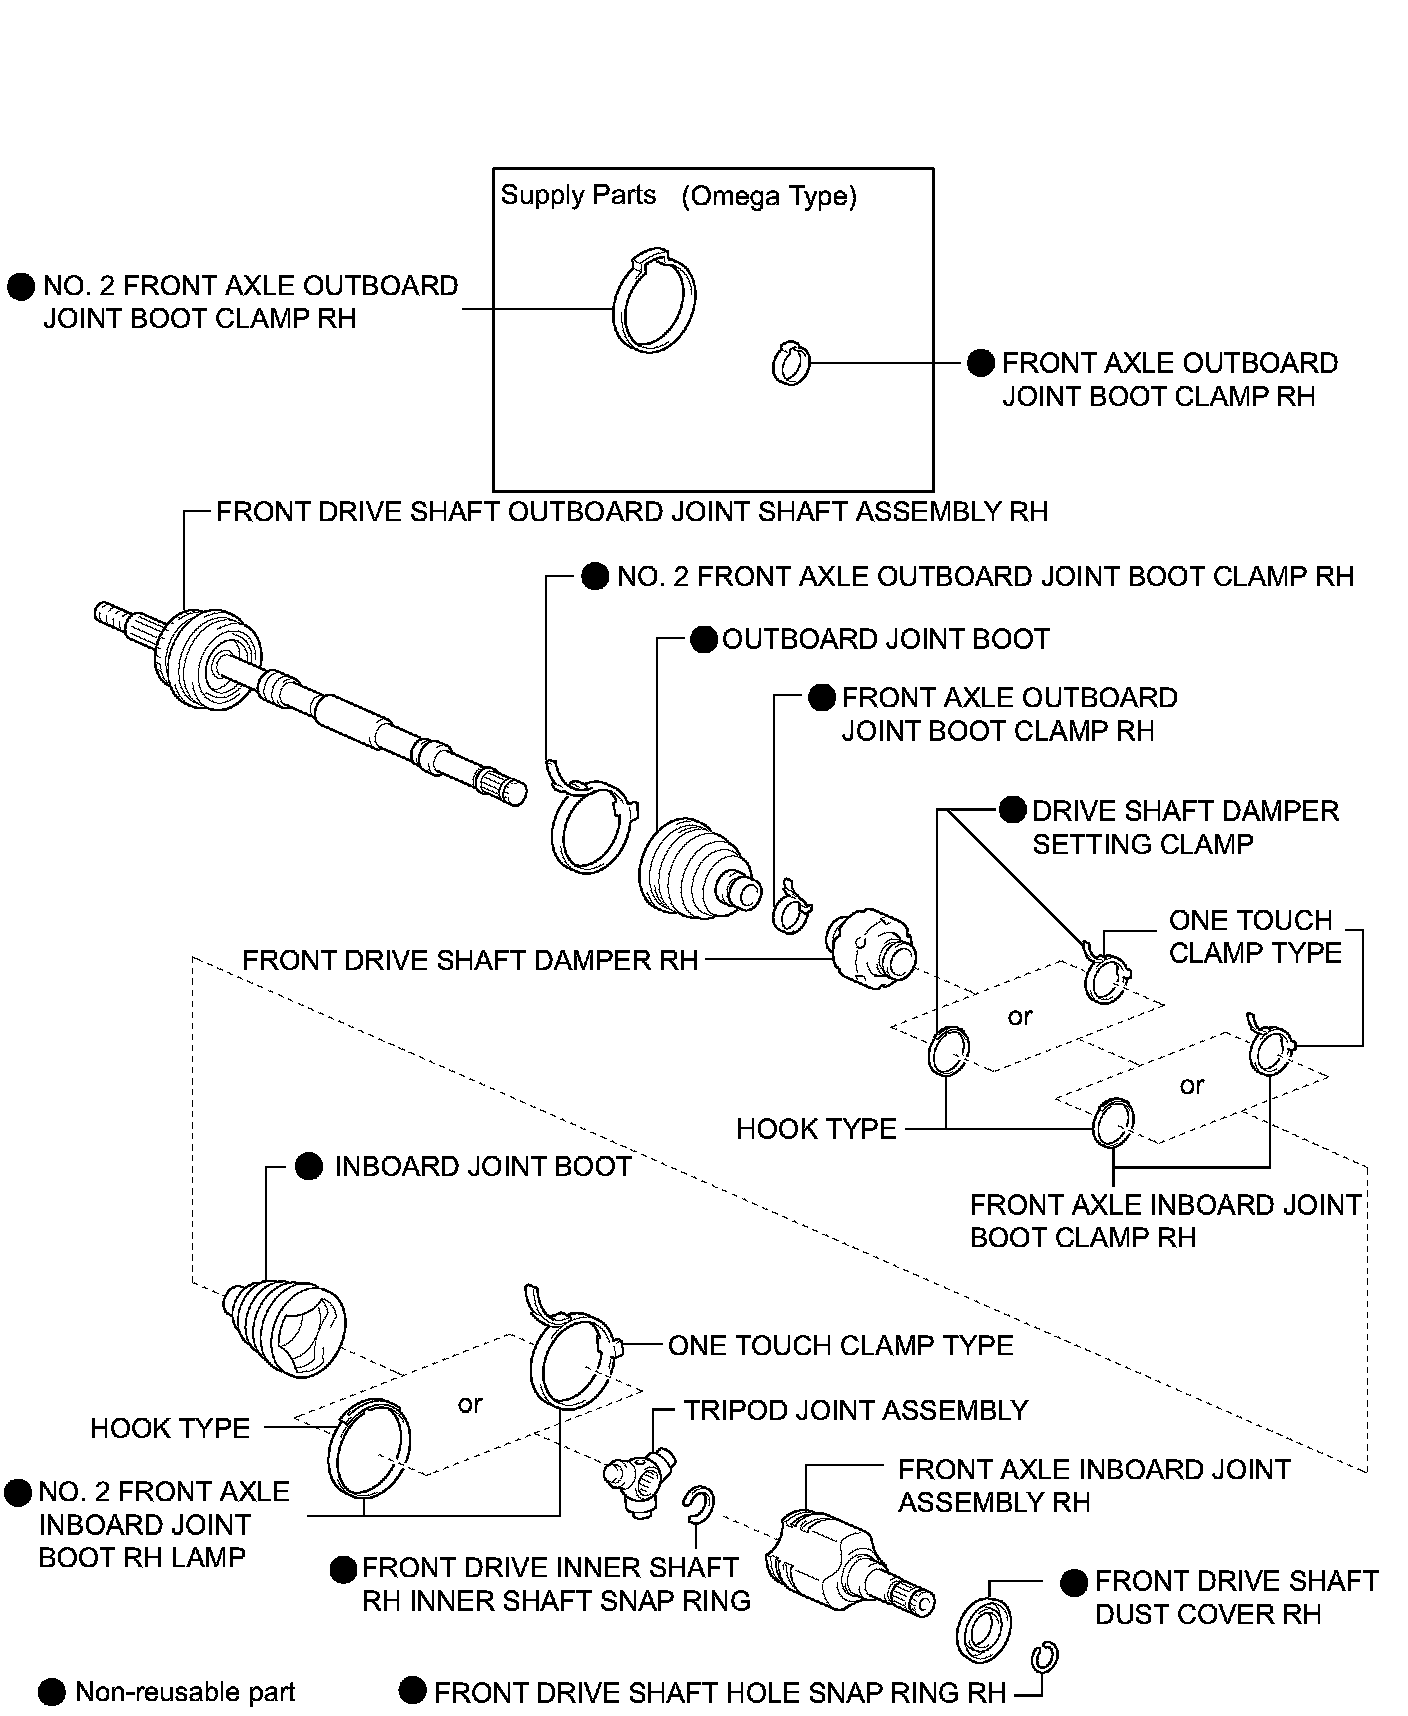 Supply Parts (Omega Type)
NO. 2 FRONT AXLE OUTBOARD
JOINT BOOT CLAMP RH
FRONT AXLE OUTBOARD
JOINT BOOT CLAMP RH
FRONT DRIVE SHAFT OUTBOARD JOINT SHAFT ASSEMBLY RH
NO. 2 FRONT AXLE OUTBOARD JOINT BOOT CLAMP RH
OUTBOARD JOINT BOOT
FRONT AXLE OUTBOARD
JOINT BOOT CLAMP RH
DRIVE SHAFT DAMPER
SETTING CLAMP
ONE TOUCH
CLAMP TYPE
FRONT DRIVE SHAFT DAMPER RH
or
or
HOOK TYPE
INBOARD JOINT BOOT
FRONT AXLE INBOARD JOINT
BOOT CLAMP RH
ONE TOUCH CLAMP TYPE
or
HOOK TYPE
TRIPOD JOINT ASSEMBLY
FRONT AXLE INBOARD JOINT
ASSEMBLY RH
NO. 2 FRONT AXLE
INBOARD JOINT
BOOT RH LAMP
FRONT DRIVE INNER SHAFT
RH INNER SHAFT SNAP RING
FRONT DRIVE SHAFT
DUST COVER RH
Non-reusable part
FRONT DRIVE SHAFT HOLE SNAP RING RH